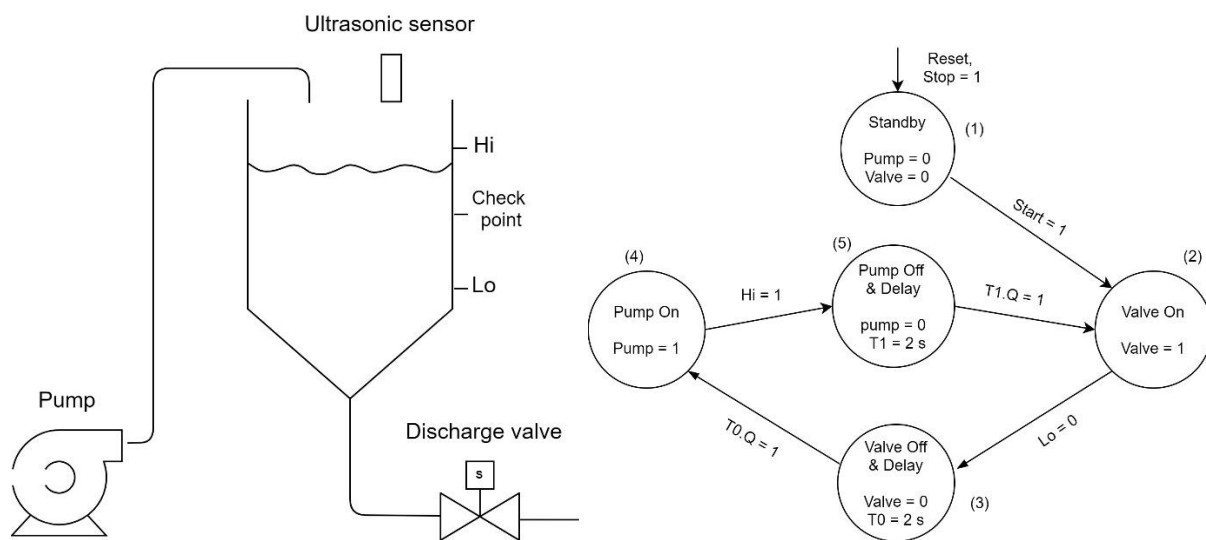 Ultrasonic sensor
Hi
Check
point
Lo
Pump
Discharge valve
s
Reset,
Stop = 1
Standby
Pump = 0
Valve = 0
(1)
Start = 1
(5)
Pump Off
& Delay
pump = 0
T1 = 2 s
(4)
Pump On
Pump = 1
Hi = 1
T1.Q = 1
(2)
Valve On
Valve = 1
T0.Q = 1
Lo = 0
Valve Off
& Delay
Valve = 0
T0 = 2 s
(3)